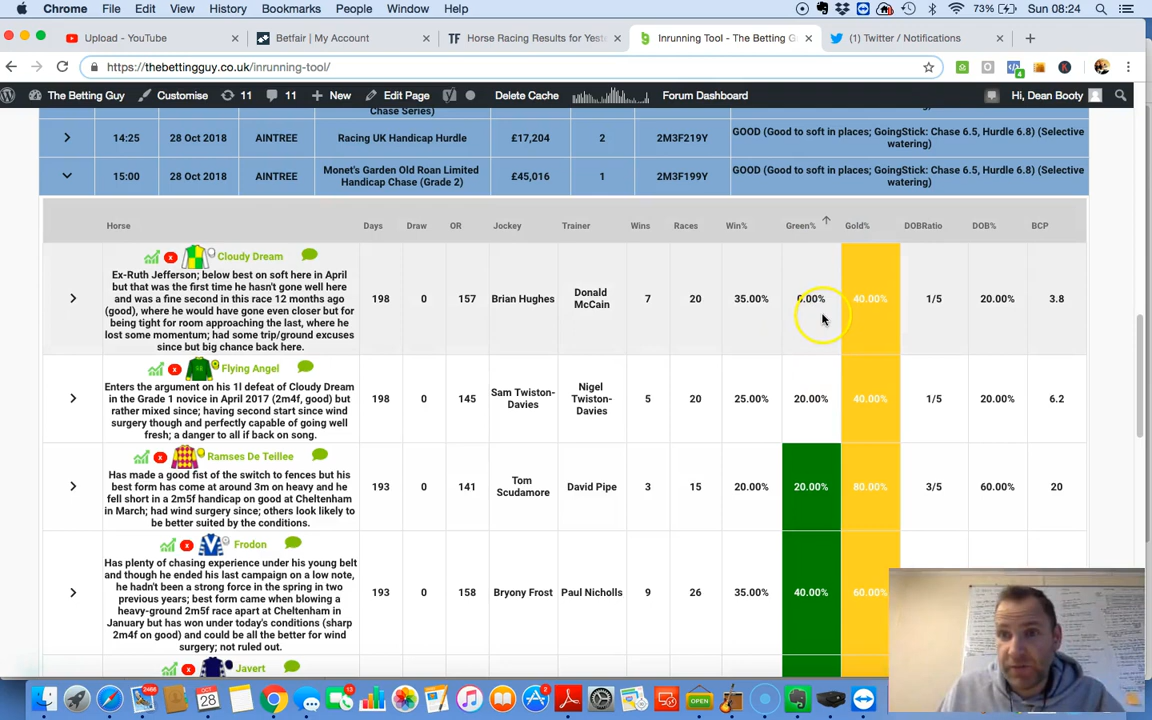 Chrome File Edit View History Bookmarks People Window Help 73% Sun 08:24
Upload - YouTube Betfair | My Account Horse Racing Results for Yest Inrunning Tool - The Betting G (1) Twitter / Notifications
https://thebettingguy.co.uk/inrunning-tool/
The Betting Guy Customise 11 11 New Edit Page Delete Cache Forum Dashboard Hi, Dean Booty
Chase Series) watering)
14:25 28 Oct 2018 AINTREE Racing UK Handicap Hurdle £17,204 2 2M3F219Y GOOD (Good to soft in places; GoingStick: Chase 6.5, Hurdle 6.8) (Selective
watering)
15:00 28 Oct 2018 AINTREE Monet's Garden Old Roan Limited
Handicap Chase (Grade 2) £45,016 1 2M3F199Y GOOD (Good to soft in places; GoingStick: Chase 6.5, Hurdle 6.8) (Selective
watering)
Horse Days Draw OR Jockey Trainer Wins Races Win% Green% Gold% DOBRatio DOB% BCP
Cloudy Dream
Ex-Ruth Jefferson; below best on soft here in April
but that was the first time he hasn't gone well here
and was a fine second in this race 12 months ago
(good), where he would have gone even closer but for
being tight for room approaching the last, where he
lost some momentum; had some trip/ground excuses
since but big chance back here.
198 0 157 Brian Hughes Donald
McCain 7 20 35.00% 0.00% 40.00% 1/5 20.00% 3.8
Flying Angel
Enters the argument on his 1l defeat of Cloudy Dream
in the Grade 1 novice in April 2017 (2m4f, good) but
rather mixed since; having second start since wind
surgery though and perfectly capable of going well
fresh; a danger to all if back on song.
198 0 145 Sam Twiston-
Davies Nigel
Twiston-
Davies 5 20 25.00% 20.00% 40.00% 1/5 20.00% 6.2
Ramses De Teillee
Has made a good fist of the switch to fences but his
best form has come at around 3m on heavy and he
fell short in a 2m5f handicap on good at Cheltenham
in March; had wind surgery since; others look likely to
be better suited by the conditions.
193 0 141 Tom
Scudamore David Pipe 3 15 20.00% 20.00% 80.00% 3/5 60.00% 20
Frodon
Has plenty of chasing experience under his young belt
and though he ended his last campaign on a low note,
he hadn't been a strong force in the spring in two
previous years; best form came when blowing a
heavy-ground 2m5f race apart at Cheltenham in
January but has won under today's conditions (sharp
2m4f on good) and could be all the better for wind
surgery; not ruled out.
193 0 158 Bryony Frost Paul Nicholls 9 26 35.00% 40.00% 60.00%
Javert
OCT
28
OPEN